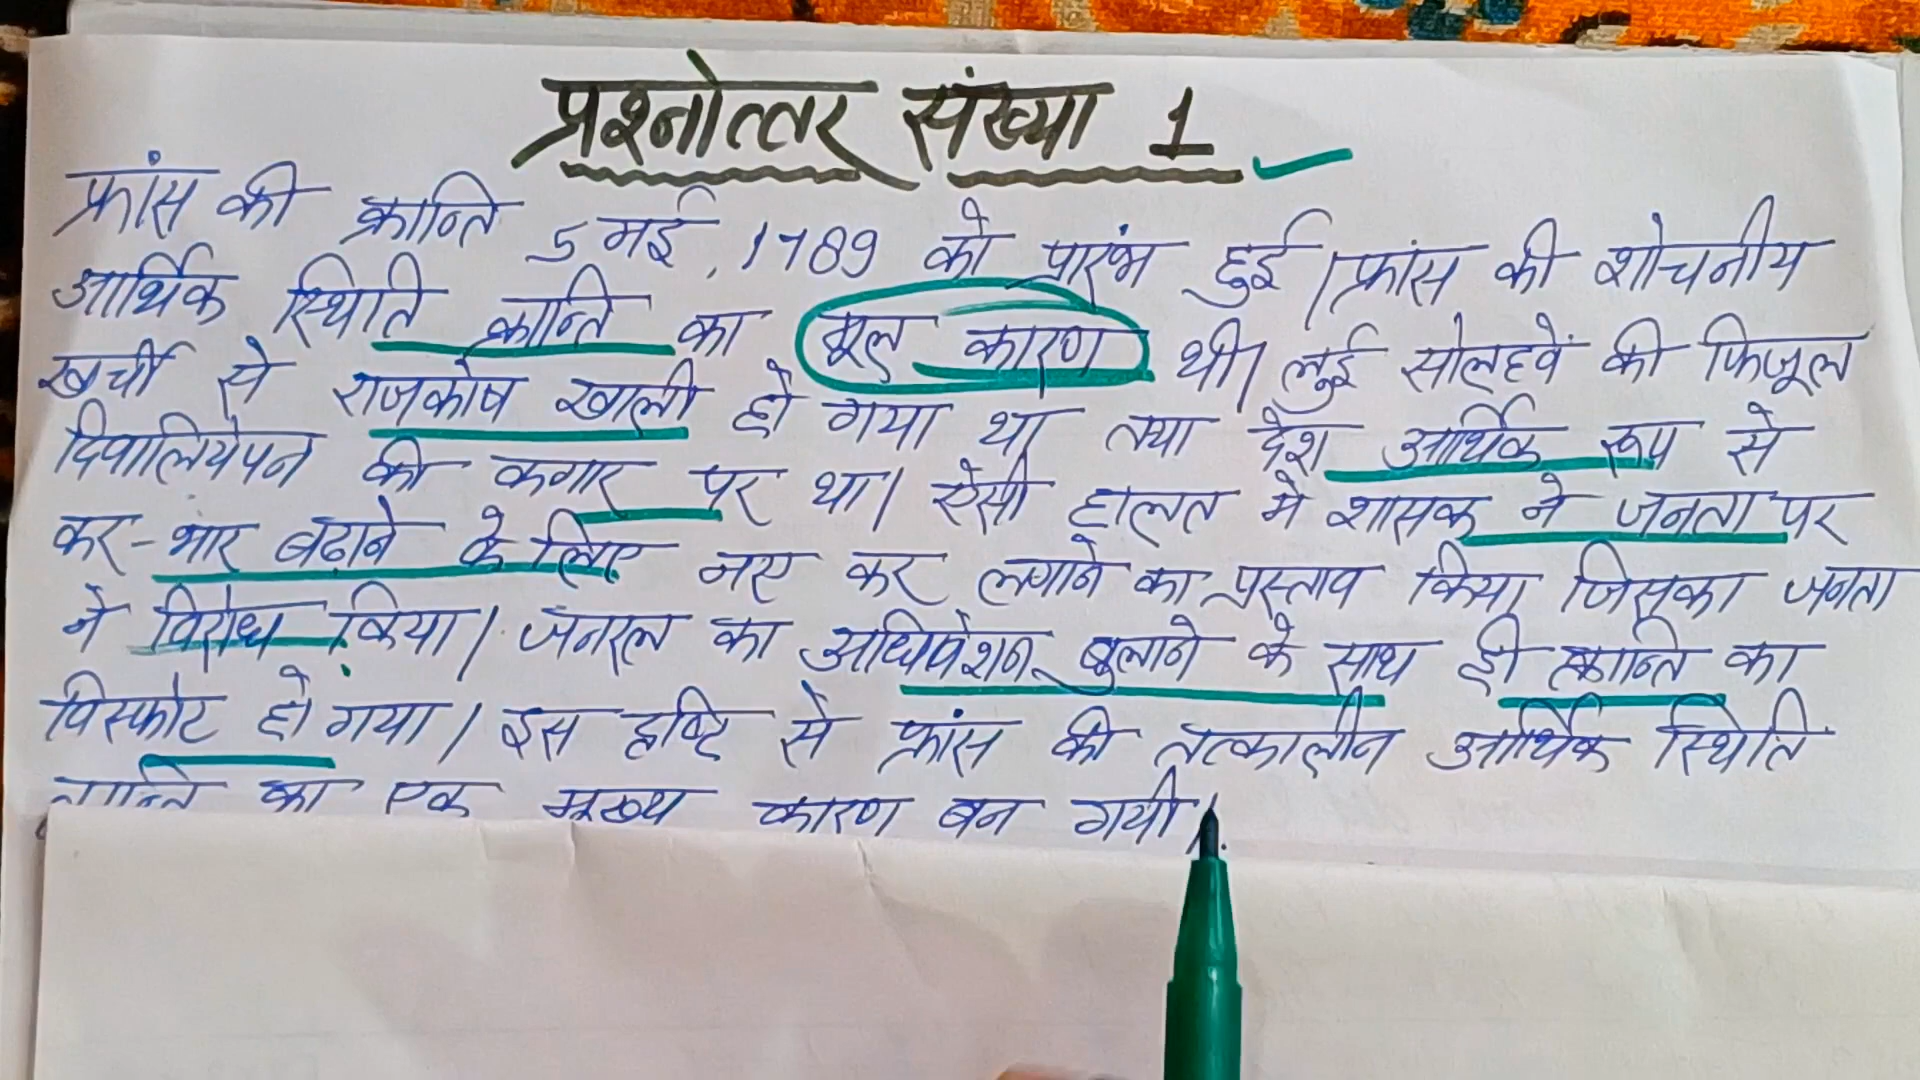 प्रश्नोत्तर संख्या 1
फ्रांस की क्रान्ति 5 मई, 1789 को प्रारंभ हुई। फ्रांस की शोचनीय
आर्थिक स्थिति क्रान्ति का मूल कारण थी। लुई सोलहवें की फिजूल
खर्ची से राजकोष खाली हो गया था तथा देश आर्थिक रूप से
दिवालियेपन की कगार पर था। ऐसी हालत में शासक ने जनता पर
कर-भार बढ़ाने के लिए नए कर लगाने का प्रस्ताव किया जिसका जनता
ने विरोध किया। जनरल का अधिवेशन बुलाने के साथ ही क्रान्ति का
विस्फोट हो गया। इस दृष्टि से फ्रांस की तत्कालीन आर्थिक स्थिति
क्रान्ति का एक मुख्य कारण बन गयी।